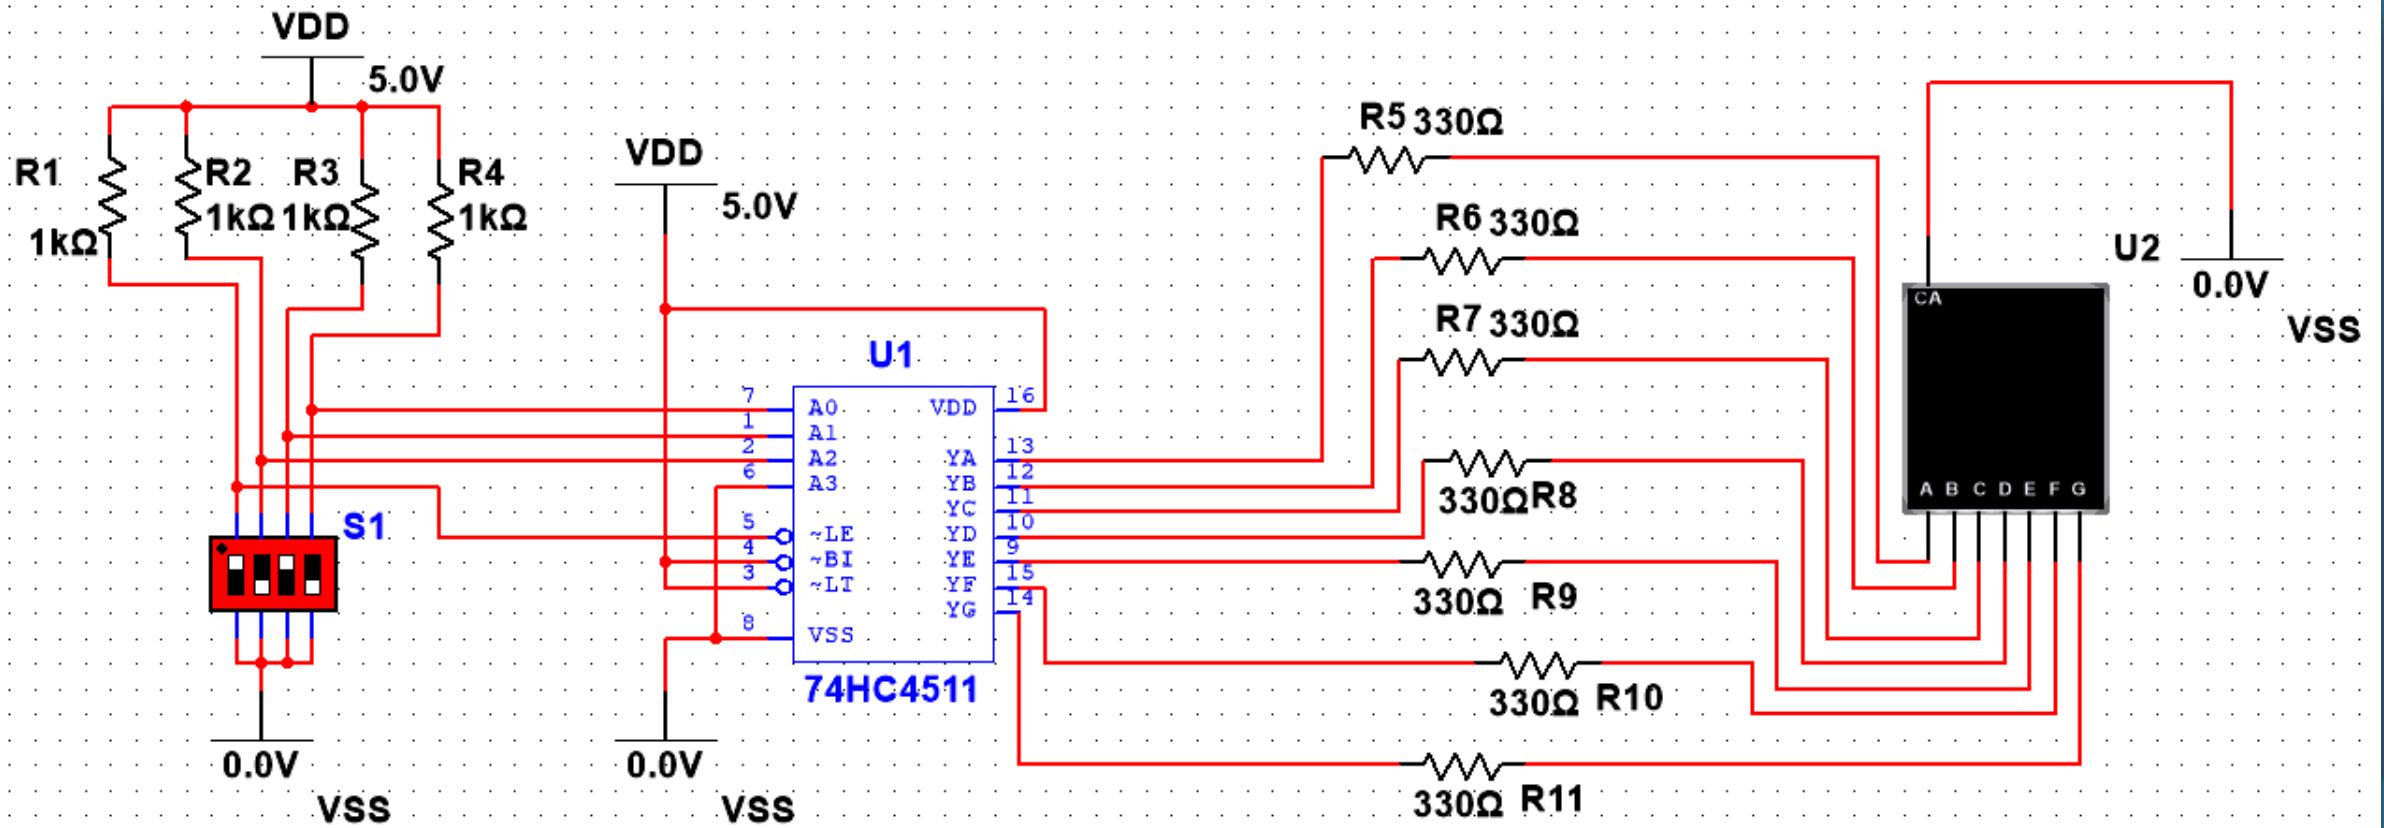 VDD
5.0V
R1
1kΩ
R2
1kΩ
R3
1kΩ
R4
1kΩ
S1
0.0V
VSS
VDD
5.0V
U1
7 A0
1 A1
2 A2
6 A3
5 ~LE
4 ~BI
3 ~LT
8 VSS
VDD 16
YA 13
YB 12
YC 11
YD 10
YE 9
YF 15
YG 14
74HC4511
0.0V
VSS
R5 330Ω
R6 330Ω
R7 330Ω
330Ω R8
330Ω R9
330Ω R10
330Ω R11
U2
CA
A B C D E F G
0.0V
VSS